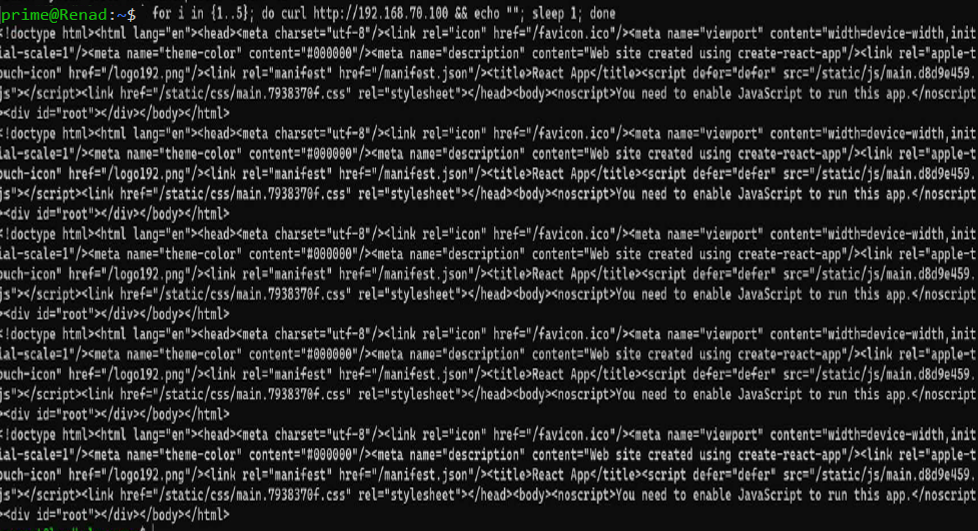 prime@Renad:~$ for i in {1..5}; do curl http://192.168.70.100 && echo ""; sleep 1; done
<!doctype html><html lang="en"><head><meta charset="utf-8"/><link rel="icon" href="/favicon.ico"/><meta name="viewport" content="width=device-width,init
ial-scale=1"/><meta name="theme-color" content="#000000"/><meta name="description" content="Web site created using create-react-app"/><link rel="apple-t
ouch-icon" href="/logo192.png"/><link rel="manifest" href="/manifest.json"/><title>React App</title><script defer="defer" src="/static/js/main.d8d9e459.
js"></script><link href="/static/css/main.7938370f.css" rel="stylesheet"></head><body><noscript>You need to enable JavaScript to run this app.</noscript
><div id="root"></div></body></html>
<!doctype html><html lang="en"><head><meta charset="utf-8"/><link rel="icon" href="/favicon.ico"/><meta name="viewport" content="width=device-width,init
ial-scale=1"/><meta name="theme-color" content="#000000"/><meta name="description" content="Web site created using create-react-app"/><link rel="apple-t
ouch-icon" href="/logo192.png"/><link rel="manifest" href="/manifest.json"/><title>React App</title><script defer="defer" src="/static/js/main.d8d9e459.
js"></script><link href="/static/css/main.7938370f.css" rel="stylesheet"></head><body><noscript>You need to enable JavaScript to run this app.</noscript
><div id="root"></div></body></html>
<!doctype html><html lang="en"><head><meta charset="utf-8"/><link rel="icon" href="/favicon.ico"/><meta name="viewport" content="width=device-width,init
ial-scale=1"/><meta name="theme-color" content="#000000"/><meta name="description" content="Web site created using create-react-app"/><link rel="apple-t
ouch-icon" href="/logo192.png"/><link rel="manifest" href="/manifest.json"/><title>React App</title><script defer="defer" src="/static/js/main.d8d9e459.
js"></script><link href="/static/css/main.7938370f.css" rel="stylesheet"></head><body><noscript>You need to enable JavaScript to run this app.</noscript
><div id="root"></div></body></html>
<!doctype html><html lang="en"><head><meta charset="utf-8"/><link rel="icon" href="/favicon.ico"/><meta name="viewport" content="width=device-width,init
ial-scale=1"/><meta name="theme-color" content="#000000"/><meta name="description" content="Web site created using create-react-app"/><link rel="apple-t
ouch-icon" href="/logo192.png"/><link rel="manifest" href="/manifest.json"/><title>React App</title><script defer="defer" src="/static/js/main.d8d9e459.
js"></script><link href="/static/css/main.7938370f.css" rel="stylesheet"></head><body><noscript>You need to enable JavaScript to run this app.</noscript
><div id="root"></div></body></html>
<!doctype html><html lang="en"><head><meta charset="utf-8"/><link rel="icon" href="/favicon.ico"/><meta name="viewport" content="width=device-width,init
ial-scale=1"/><meta name="theme-color" content="#000000"/><meta name="description" content="Web site created using create-react-app"/><link rel="apple-t
ouch-icon" href="/logo192.png"/><link rel="manifest" href="/manifest.json"/><title>React App</title><script defer="defer" src="/static/js/main.d8d9e459.
js"></script><link href="/static/css/main.7938370f.css" rel="stylesheet"></head><body><noscript>You need to enable JavaScript to run this app.</noscript
><div id="root"></div></body></html>